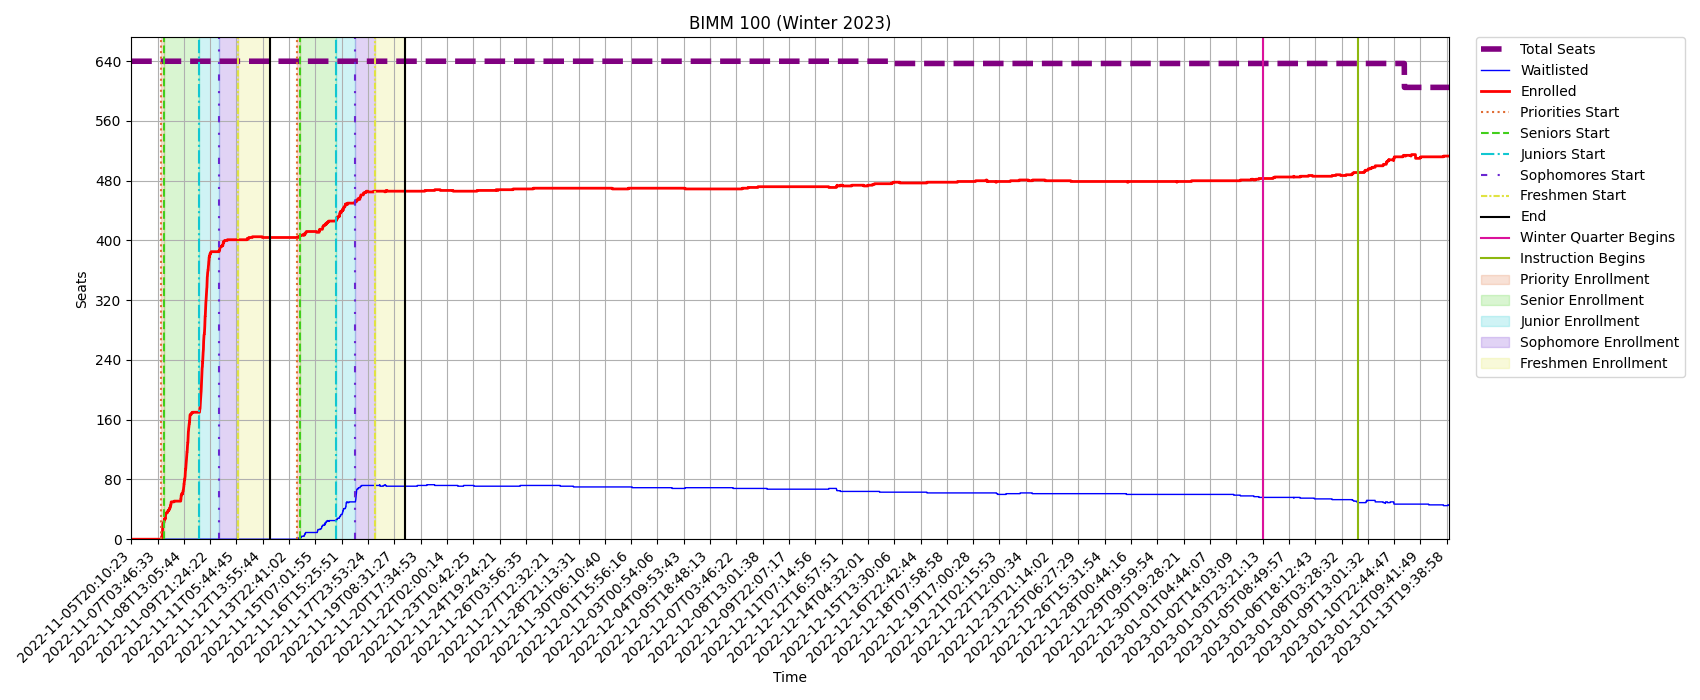 BIMM 100 (Winter 2023)
Seats
640
560
480
400
320
240
160
80
0
2022-11-05T20:10:23
2022-11-07T03:46:33
2022-11-08T13:05:44
2022-11-09T21:24:22
2022-11-11T05:44:45
2022-11-12T13:55:44
2022-11-13T22:41:02
2022-11-15T07:01:55
2022-11-16T15:25:51
2022-11-17T23:53:24
2022-11-19T08:31:27
2022-11-20T17:34:53
2022-11-22T02:00:14
2022-11-23T10:42:25
2022-11-24T19:24:21
2022-11-26T03:56:35
2022-11-27T12:32:21
2022-11-28T21:13:31
2022-11-30T06:10:40
2022-12-01T15:56:16
2022-12-03T00:54:06
2022-12-04T09:53:43
2022-12-05T18:48:13
2022-12-07T03:46:22
2022-12-08T13:01:38
2022-12-09T22:07:17
2022-12-11T07:14:56
2022-12-12T16:57:51
2022-12-14T04:32:01
2022-12-15T13:30:06
2022-12-16T22:42:44
2022-12-18T07:58:58
2022-12-19T17:00:28
2022-12-21T02:15:53
2022-12-22T12:00:34
2022-12-23T21:14:02
2022-12-25T06:27:29
2022-12-26T15:31:54
2022-12-28T00:44:16
2022-12-29T09:59:54
2022-12-30T19:28:21
2023-01-01T04:44:07
2023-01-02T14:03:09
2023-01-03T23:21:13
2023-01-05T08:49:57
2023-01-06T18:12:43
2023-01-08T03:28:32
2023-01-09T13:01:32
2023-01-10T22:44:47
2023-01-12T09:41:49
2023-01-13T19:38:58
Time
Total Seats
Waitlisted
Enrolled
Priorities Start
Seniors Start
Juniors Start
Sophomores Start
Freshmen Start
End
Winter Quarter Begins
Instruction Begins
Priority Enrollment
Senior Enrollment
Junior Enrollment
Sophomore Enrollment
Freshmen Enrollment